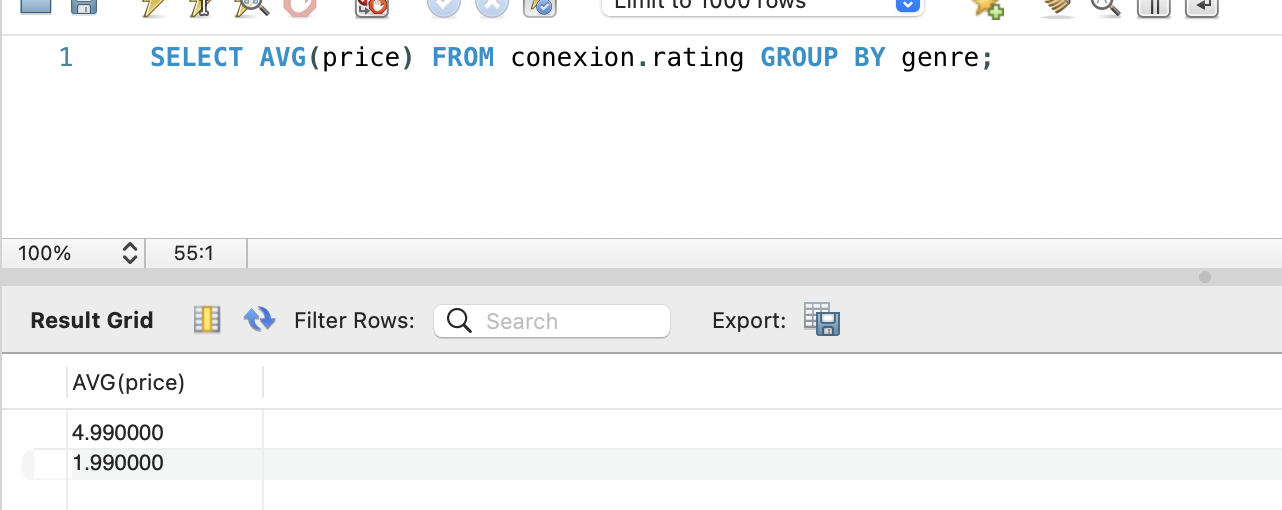 Limit to 1000 rows
1 SELECT AVG(price) FROM conexion.rating GROUP BY genre;
100% 55:1
Result Grid Filter Rows: Search Export:
AVG(price)
4.990000
1.990000